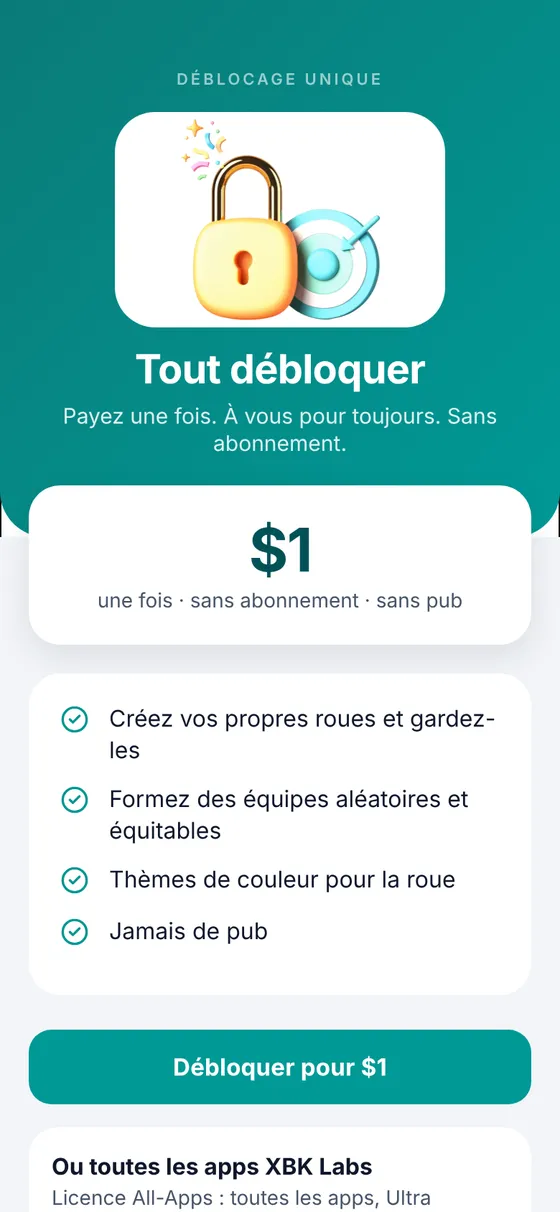 DÉBLOCAGE UNIQUE
Tout débloquer
Payez une fois. À vous pour toujours. Sans
abonnement.
$1
une fois · sans abonnement · sans pub
Créez vos propres roues et gardez-
les
Formez des équipes aléatoires et
équitables
Thèmes de couleur pour la roue
Jamais de pub
Débloquer pour $1
Ou toutes les apps XBK Labs
Licence All-Apps : toutes les apps, Ultra